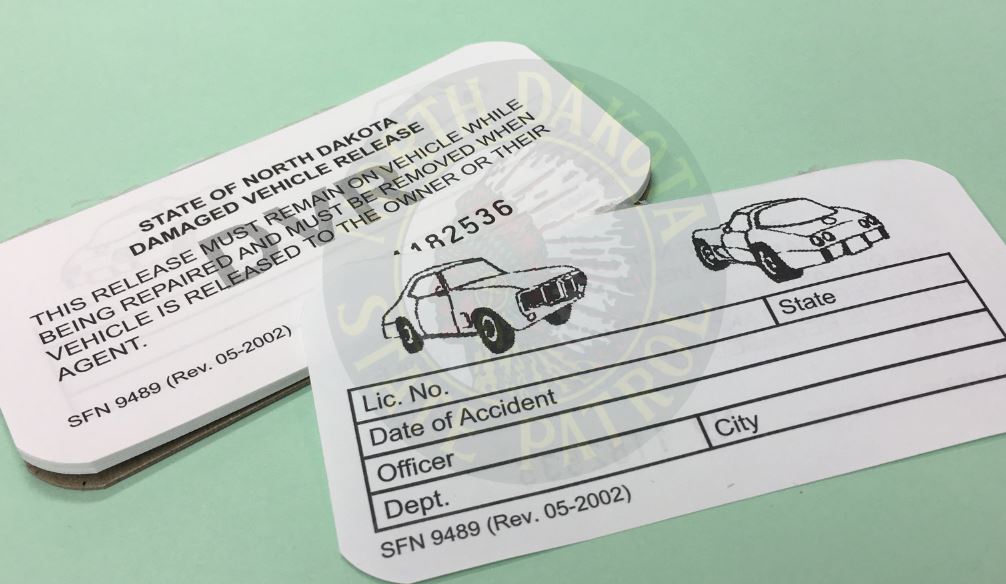 STATE OF NORTH DAKOTA
DAMAGED VEHICLE RELEASE
THIS RELEASE MUST REMAIN ON VEHICLE WHILE
BEING REPAIRED AND MUST BE REMOVED WHEN
VEHICLE IS RELEASED TO THE OWNER OR THEIR
AGENT.
SFN 9489 (Rev. 05-2002)
182536
Lic. No.
State
Date of Accident
Officer
City
Dept.
SFN 9489 (Rev. 05-2002)
NORTH DAKOTA
STATE PATROL